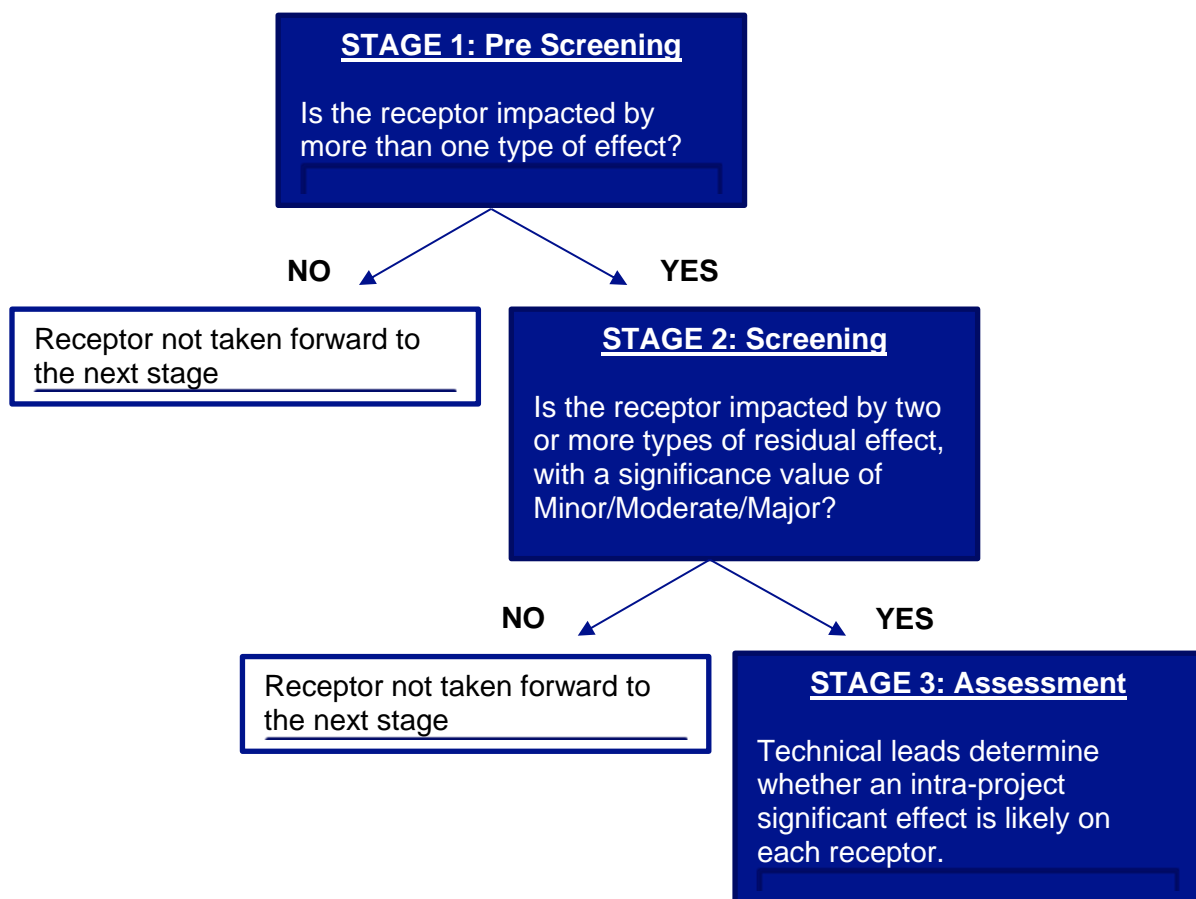 STAGE 1: Pre Screening
Is the receptor impacted by
more than one type of effect?
NO
YES
Receptor not taken forward to
the next stage
STAGE 2: Screening
Is the receptor impacted by two
or more types of residual effect,
with a significance value of
Minor/Moderate/Major?
NO
YES
Receptor not taken forward to
the next stage
STAGE 3: Assessment
Technical leads determine
whether an intra-project
significant effect is likely on
each receptor.